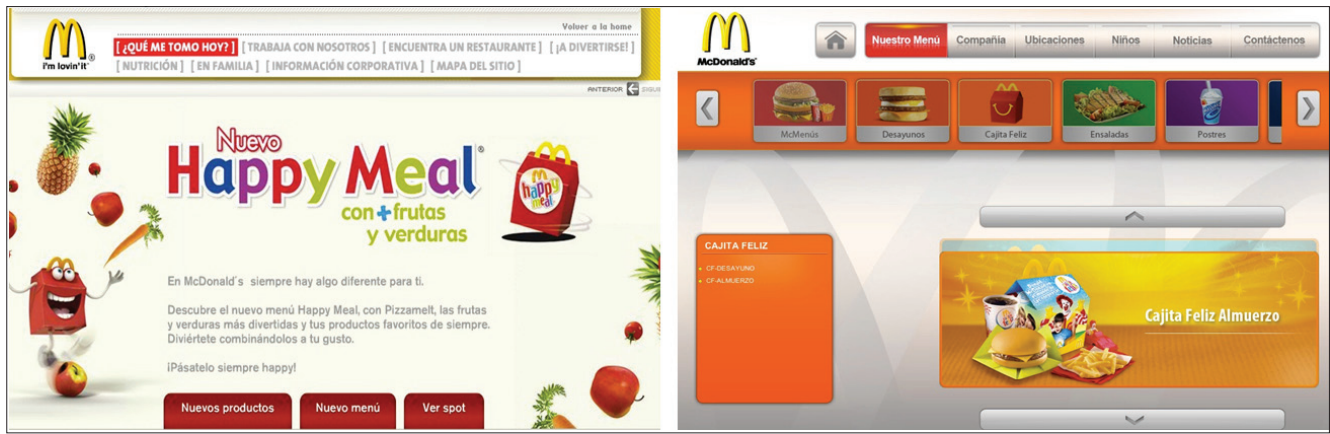 Volver a la home
[ ¿QUÉ ME TOMO HOY? ] [ TRABAJA CON NOSOTROS ] [ ENCUENTRA UN RESTAURANTE ] [ ¡A DIVERTIRSE! ]
[ NUTRICIÓN ] [ EN FAMILIA ] [ INFORMACIÓN CORPORATIVA ] [ MAPA DEL SITIO ]
i'm lovin' it®
ANTERIOR
Nuevo
Happy Meal®
con + frutas
y verduras
happy
meal
En McDonald´s siempre hay algo diferente para ti.
Descubre el nuevo menú Happy Meal, con Pizzamelt, las frutas
y verduras más divertidas y tus productos favoritos de siempre.
Diviértete combinándolos a tu gusto.
¡Pásatelo siempre happy!
Nuevos productos Nuevo menú Ver spot
McDonald's
Nuestro Menú Compañia Ubicaciones Niños Noticias Contáctenos
McMenús Desayunos Cajita Feliz Ensaladas Postres
CAJITA FELIZ
CF-DESAYUNO
CF-ALMUERZO
Cajita Feliz Almuerzo